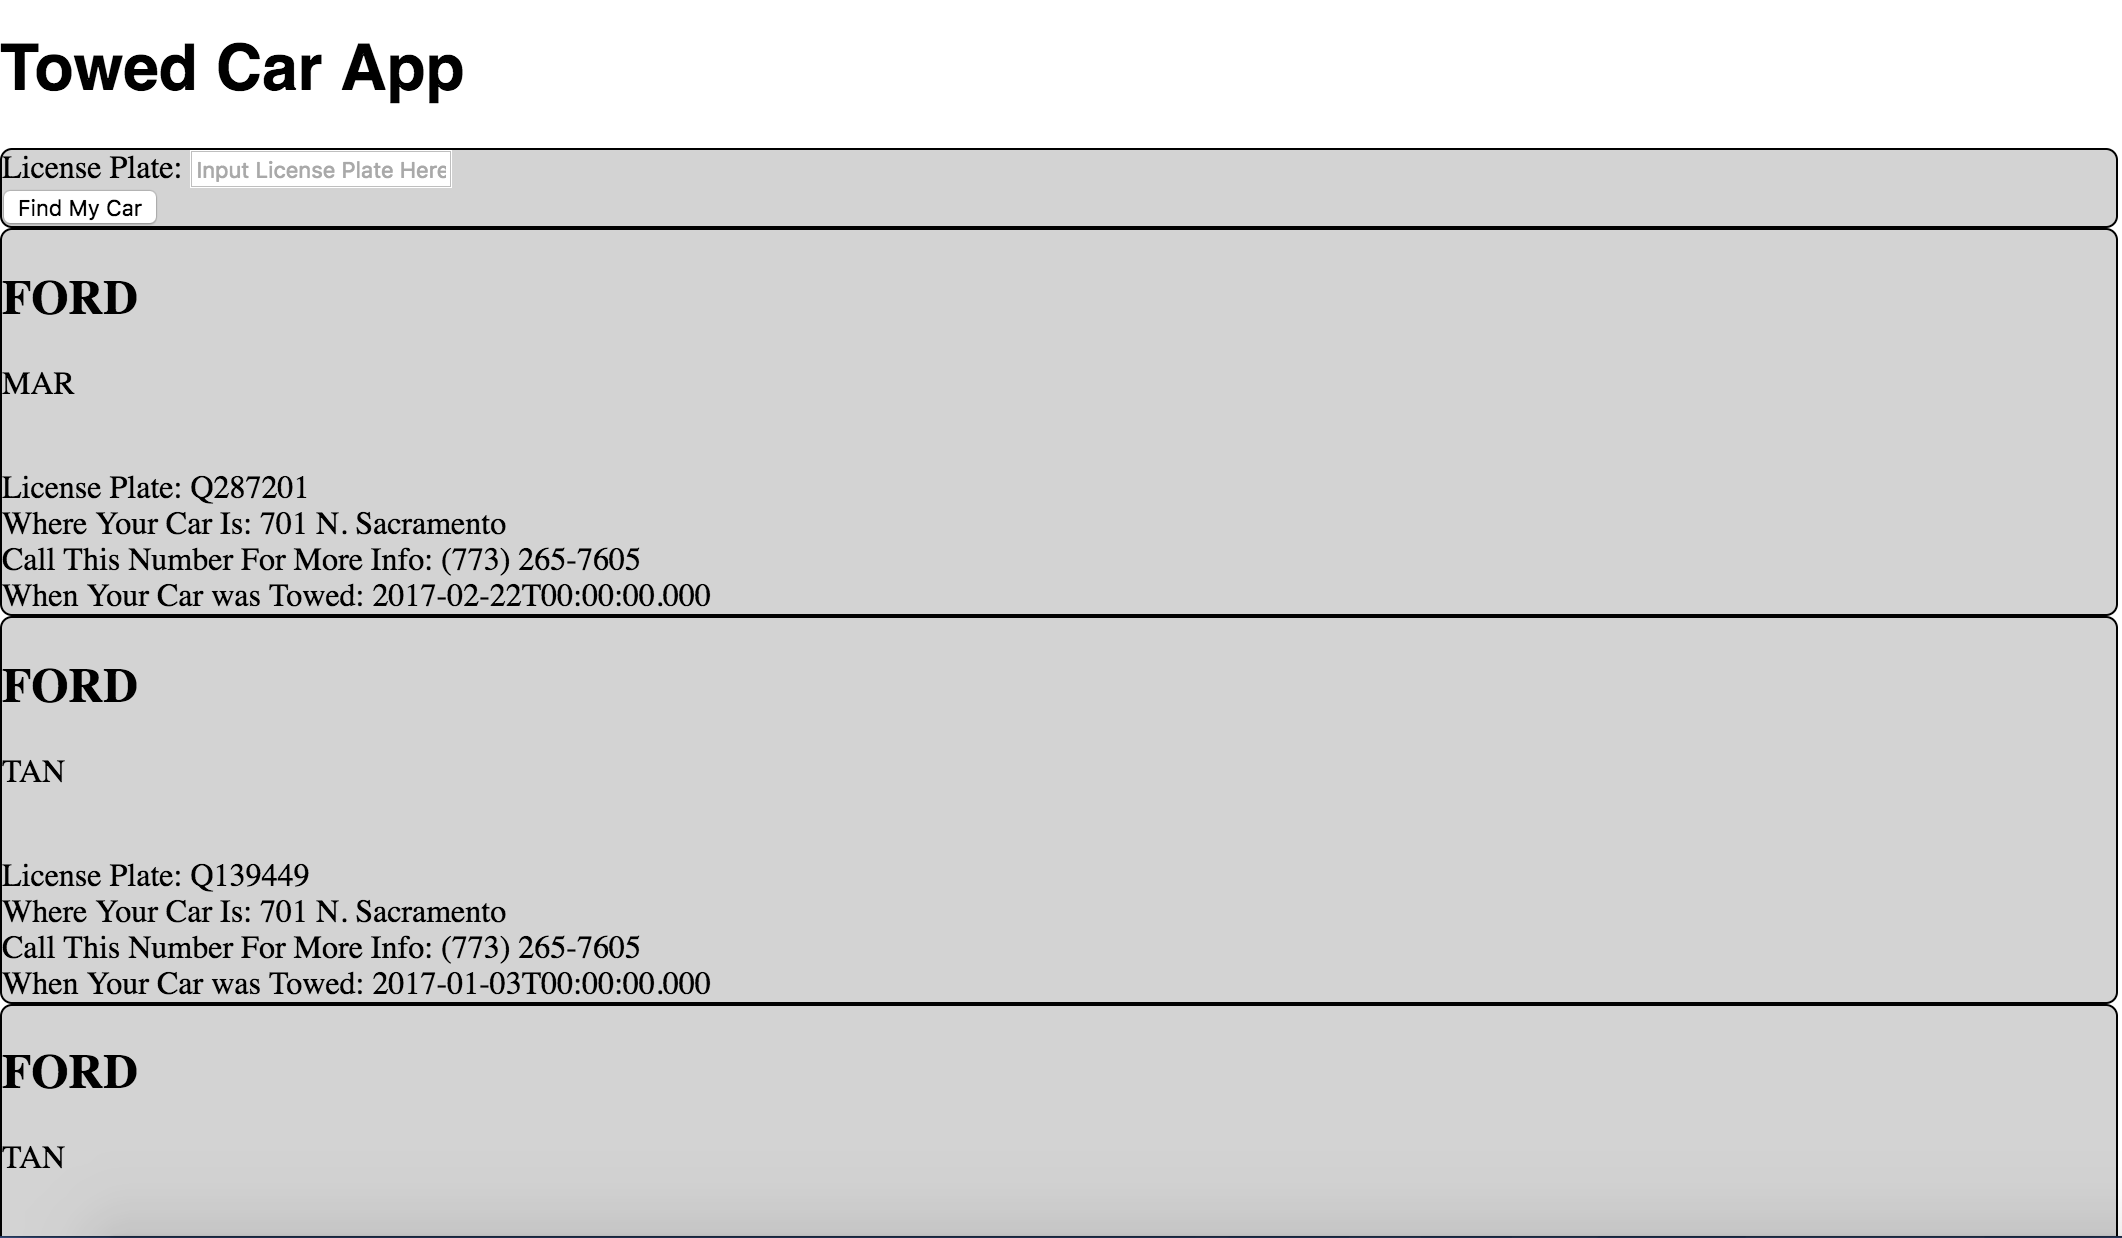 Towed Car App
License Plate: Input License Plate Here
Find My Car
FORD
MAR
License Plate: Q287201
Where Your Car Is: 701 N. Sacramento
Call This Number For More Info: (773) 265-7605
When Your Car was Towed: 2017-02-22T00:00:00.000
FORD
TAN
License Plate: Q139449
Where Your Car Is: 701 N. Sacramento
Call This Number For More Info: (773) 265-7605
When Your Car was Towed: 2017-01-03T00:00:00.000
FORD
TAN